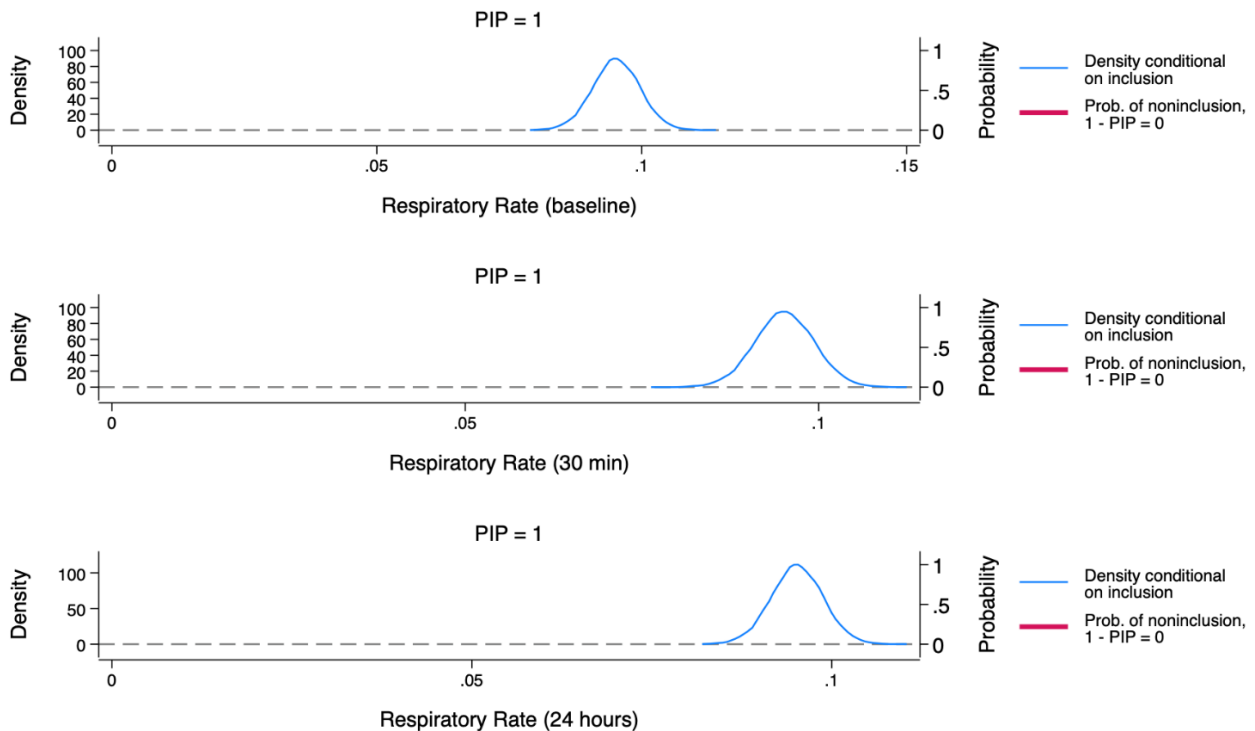 PIP = 1
Density
100
80
60
40
20
0
1
.5
0
Probability
Density conditional
on inclusion
Prob. of noninclusion,
1 - PIP = 0
0
.05
.1
.15
Respiratory Rate (baseline)
PIP = 1
Density
100
80
60
40
20
0
1
.5
0
Probability
Density conditional
on inclusion
Prob. of noninclusion,
1 - PIP = 0
0
.05
.1
Respiratory Rate (30 min)
PIP = 1
Density
100
50
0
1
.5
0
Probability
Density conditional
on inclusion
Prob. of noninclusion,
1 - PIP = 0
0
.05
.1
Respiratory Rate (24 hours)